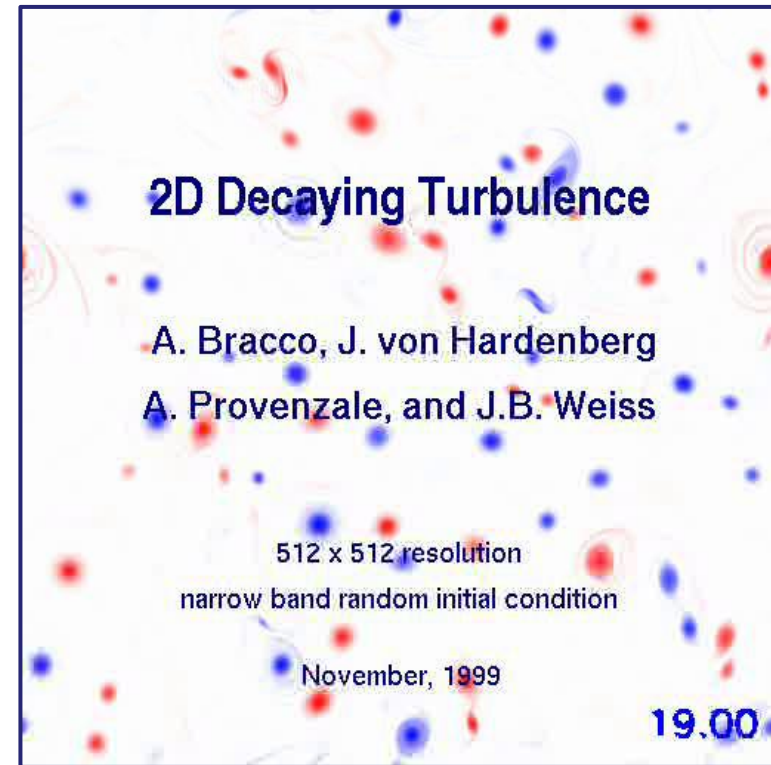 2D Decaying Turbulence
A. Bracco, J. von Hardenberg
A. Provenzale, and J.B. Weiss
512 x 512 resolution
narrow band random initial condition
November, 1999
19.00